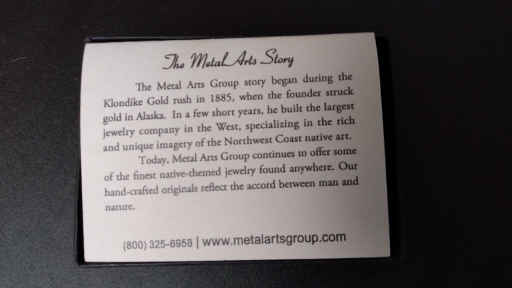 The Metal Arts Story
The Metal Arts Group story began during the
Klondike Gold rush in 1885, when the founder struck
gold in Alaska. In a few short years, he built the largest
jewelry company in the West, specializing in the rich
and unique imagery of the Northwest Coast native art.
Today, Metal Arts Group continues to offer some
of the finest native-themed jewelry found anywhere. Our
hand-crafted originals reflect the accord between man and
nature.
(800) 325-6958 | www.metalartsgroup.com